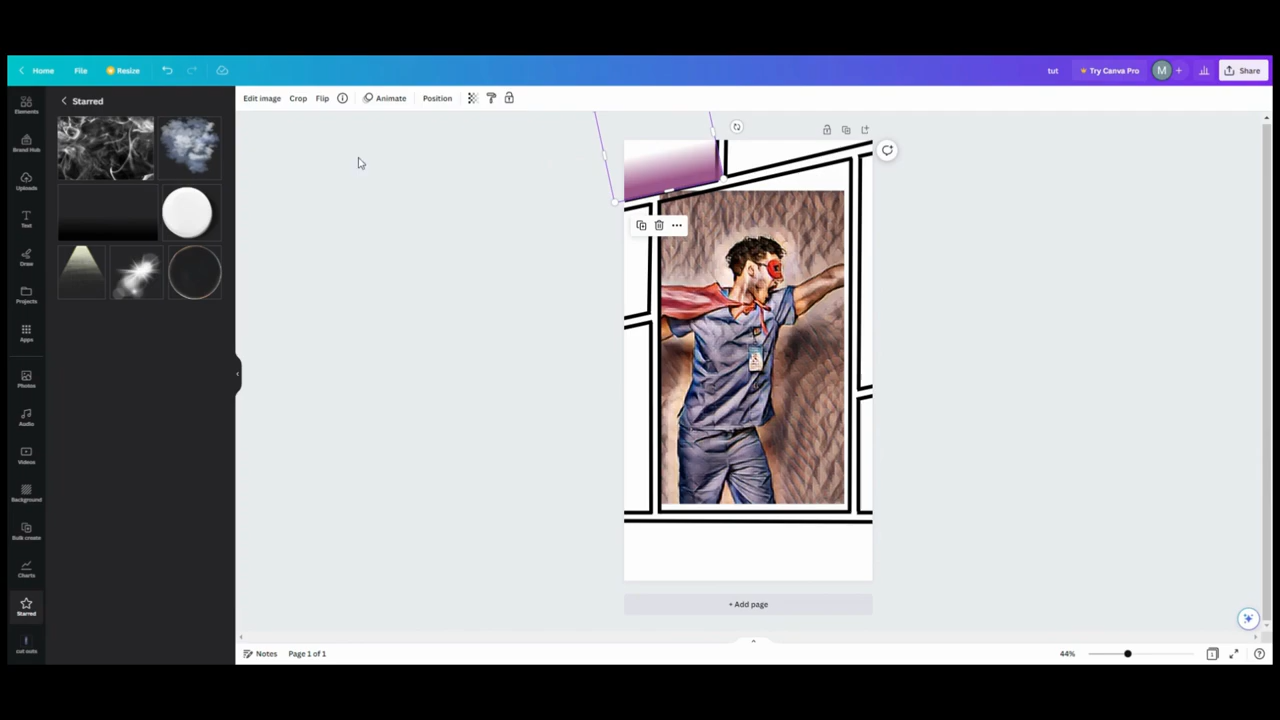 Home File Resize tut Try Canva Pro M Share
Starred Edit image Crop Flip Animate Position
Elements
Brand Hub
Uploads
Text
Draw
Projects
Apps
Photos
Audio
Videos
Background
Bulk create
Charts
Starred
cut outs
+ Add page
Notes Page 1 of 1 44% 1